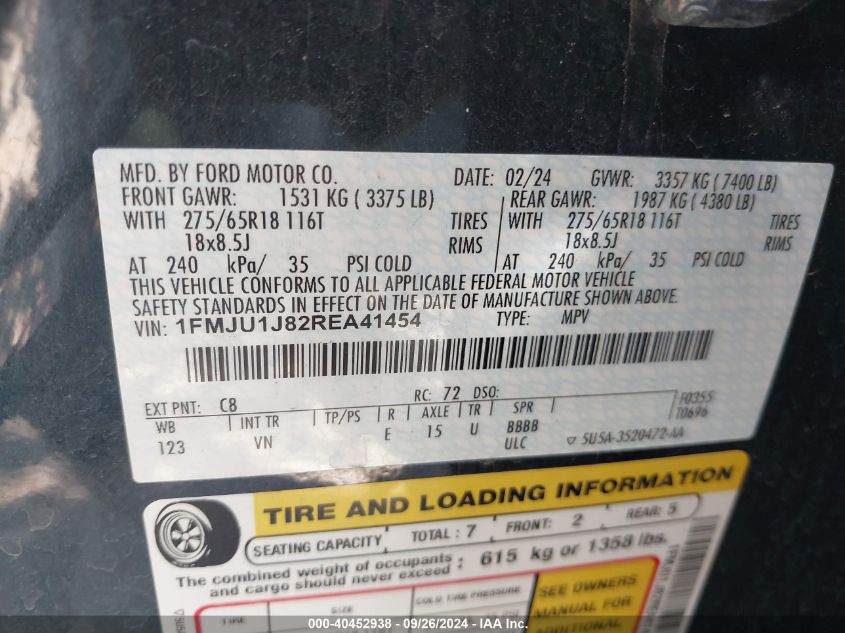 MFD. BY FORD MOTOR CO. DATE: 02/24 GVWR: 3357 KG ( 7400 LB)
FRONT GAWR: 1531 KG ( 3375 LB) REAR GAWR: 1987 KG ( 4380 LB)
WITH 275/65R18 116T TIRES WITH 275/65R18 116T TIRES
18x8.5J RIMS 18x8.5J RIMS
AT 240 kPa/ 35 PSI COLD AT 240 kPa/ 35 PSI COLD
THIS VEHICLE CONFORMS TO ALL APPLICABLE FEDERAL MOTOR VEHICLE
SAFETY STANDARDS IN EFFECT ON THE DATE OF MANUFACTURE SHOWN ABOVE.
VIN: 1FMJU1J82REA41454 TYPE: MPV
EXT PNT: C8 RC: 72 DSO: F0355
WB INT TR TP/PS R AXLE TR SPR T0696
123 VN E 15 U BBBB
ULC 5U5A-3520472-AA
TIRE AND LOADING INFORMATION
SEATING CAPACITY TOTAL : 7 FRONT: 2 REAR: 5
The combined weight of occupants and cargo should never exceed : 615 kg or 1358 lbs.
TIRE SIZE COLD TIRE PRESSURE
SEE OWNERS
MANUAL FOR
ADDITIONAL
000-40452938 - 09/26/2024 - IAA Inc.